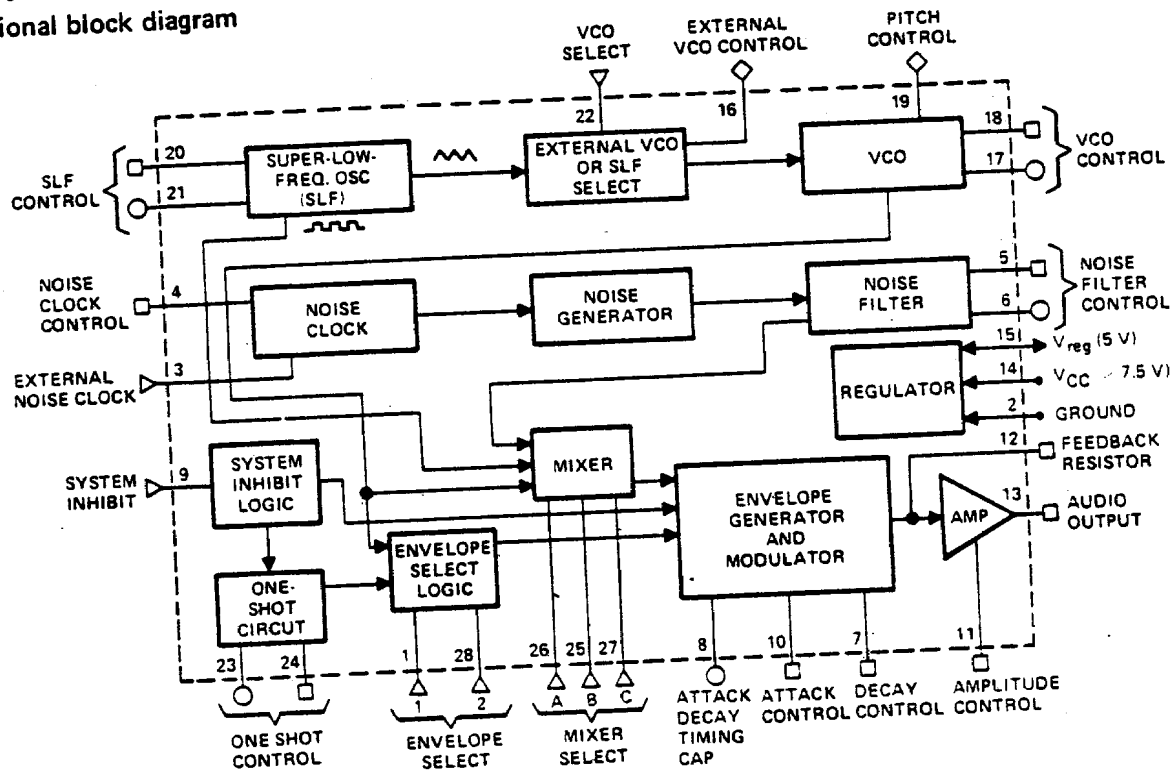 ional block diagram
VCO
SELECT
EXTERNAL
VCO CONTROL
PITCH
CONTROL
22
16
19
20
21
SLF
CONTROL
SUPER-LOW-
FREQ. OSC
(SLF)
EXTERNAL VCO
OR SLF
SELECT
VCO
18
17
VCO
CONTROL
NOISE
CLOCK
CONTROL
4
NOISE
CLOCK
NOISE
GENERATOR
NOISE
FILTER
5
6
NOISE
FILTER
CONTROL
EXTERNAL
NOISE CLOCK
3
REGULATOR
15
Vreg (5 V)
14
VCC 7.5 V)
2
GROUND
SYSTEM
INHIBIT
9
SYSTEM
INHIBIT
LOGIC
MIXER
ENVELOPE
GENERATOR
AND
MODULATOR
12
FEEDBACK
RESISTOR
AMP
13
AUDIO
OUTPUT
ONE-
SHOT
CIRCUT
ENVELOPE
SELECT
LOGIC
23
24
1
28
26
25
27
8
10
7
11
1
2
A
B
C
ONE SHOT
CONTROL
ENVELOPE
SELECT
MIXER
SELECT
ATTACK
DECAY
TIMING
CAP
ATTACK
CONTROL
DECAY
CONTROL
AMPLITUDE
CONTROL